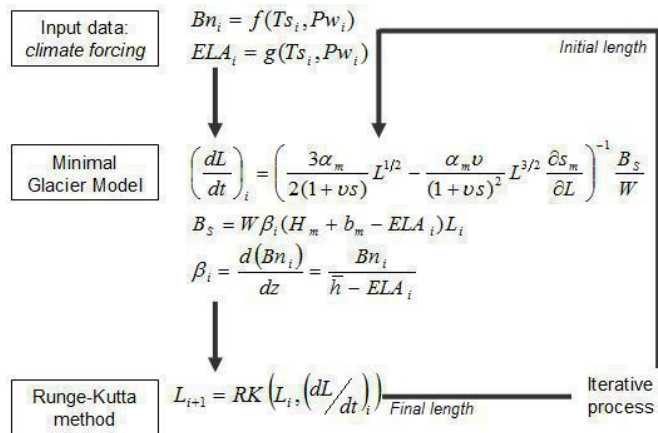 Input data:
climate forcing
Bn_i = f(Ts_i, Pw_i)
ELA_i = g(Ts_i, Pw_i)
Initial length
Minimal
Glacier Model
(dL/dt)_i = (3α_m/2(1+υs) L^{1/2} − α_m υ/(1+υs)^2 L^{3/2} ∂s_m/∂L)^{-1} B_S/W
B_S = Wβ_i(H_m + b_m − ELA_i)L_i
β_i = d(Bn_i)/dz = Bn_i/(h̅ − ELA_i)
Runge-Kutta
method
L_{i+1} = RK(L_i, (dL/dt)_i)
Final length
Iterative
process